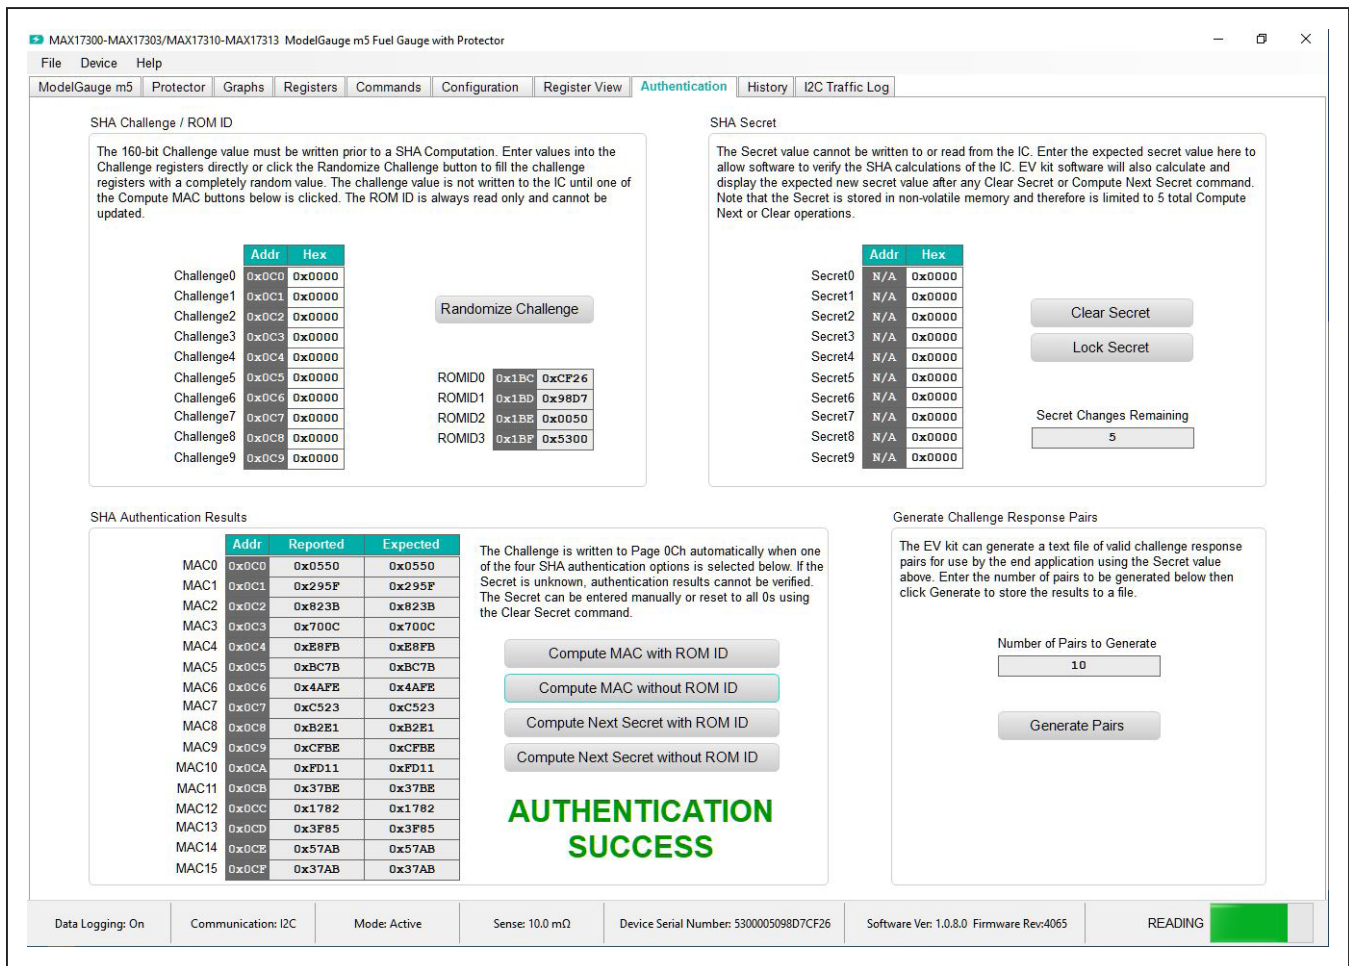 MAX17300-MAX17303/MAX17310-MAX17313 ModelGauge m5 Fuel Gauge with Protector
File Device Help
ModelGauge m5 Protector Graphs Registers Commands Configuration Register View Authentication History I2C Traffic Log
SHA Challenge / ROM ID
The 160-bit Challenge value must be written prior to a SHA Computation. Enter values into the
Challenge registers directly or click the Randomize Challenge button to fill the challenge
registers with a completely random value. The challenge value is not written to the IC until one of
the Compute MAC buttons below is clicked. The ROM ID is always read only and cannot be
updated.
Addr Hex
Challenge0 0x0C0 0x0000
Challenge1 0x0C1 0x0000
Challenge2 0x0C2 0x0000
Challenge3 0x0C3 0x0000
Challenge4 0x0C4 0x0000
Challenge5 0x0C5 0x0000
Challenge6 0x0C6 0x0000
Challenge7 0x0C7 0x0000
Challenge8 0x0C8 0x0000
Challenge9 0x0C9 0x0000
Randomize Challenge
ROMID0 0x1BC 0xCF26
ROMID1 0x1BD 0x98D7
ROMID2 0x1BE 0x0050
ROMID3 0x1BF 0x5300
SHA Secret
The Secret value cannot be written to or read from the IC. Enter the expected secret value here to
allow software to verify the SHA calculations of the IC. EV kit software will also calculate and
display the expected new secret value after any Clear Secret or Compute Next Secret command.
Note that the Secret is stored in non-volatile memory and therefore is limited to 5 total Compute
Next or Clear operations.
Addr Hex
Secret0 N/A 0x0000
Secret1 N/A 0x0000
Secret2 N/A 0x0000
Secret3 N/A 0x0000
Secret4 N/A 0x0000
Secret5 N/A 0x0000
Secret6 N/A 0x0000
Secret7 N/A 0x0000
Secret8 N/A 0x0000
Secret9 N/A 0x0000
Clear Secret
Lock Secret
Secret Changes Remaining
5
SHA Authentication Results
Addr Reported Expected
MAC0 0x0C0 0x0550 0x0550
MAC1 0x0C1 0x295F 0x295F
MAC2 0x0C2 0x823B 0x823B
MAC3 0x0C3 0x700C 0x700C
MAC4 0x0C4 0xE8FB 0xE8FB
MAC5 0x0C5 0xBC7B 0xBC7B
MAC6 0x0C6 0x4AFE 0x4AFE
MAC7 0x0C7 0xC523 0xC523
MAC8 0x0C8 0xB2E1 0xB2E1
MAC9 0x0C9 0xCFBE 0xCFBE
MAC10 0x0CA 0xFD11 0xFD11
MAC11 0x0CB 0x37BE 0x37BE
MAC12 0x0CC 0x1782 0x1782
MAC13 0x0CD 0x3F85 0x3F85
MAC14 0x0CE 0x57AB 0x57AB
MAC15 0x0CF 0x37AB 0x37AB
The Challenge is written to Page 0Ch automatically when one
of the four SHA authentication options is selected below. If the
Secret is unknown, authentication results cannot be verified.
The Secret can be entered manually or reset to all 0s using
the Clear Secret command.
Compute MAC with ROM ID
Compute MAC without ROM ID
Compute Next Secret with ROM ID
Compute Next Secret without ROM ID
AUTHENTICATION
SUCCESS
Generate Challenge Response Pairs
The EV kit can generate a text file of valid challenge response
pairs for use by the end application using the Secret value
above. Enter the number of pairs to be generated below then
click Generate to store the results to a file.
Number of Pairs to Generate
10
Generate Pairs
Data Logging: On Communication: I2C Mode: Active Sense: 10.0 mΩ Device Serial Number: 5300005098D7CF26 Software Ver: 1.0.8.0 Firmware Rev:4065 READING